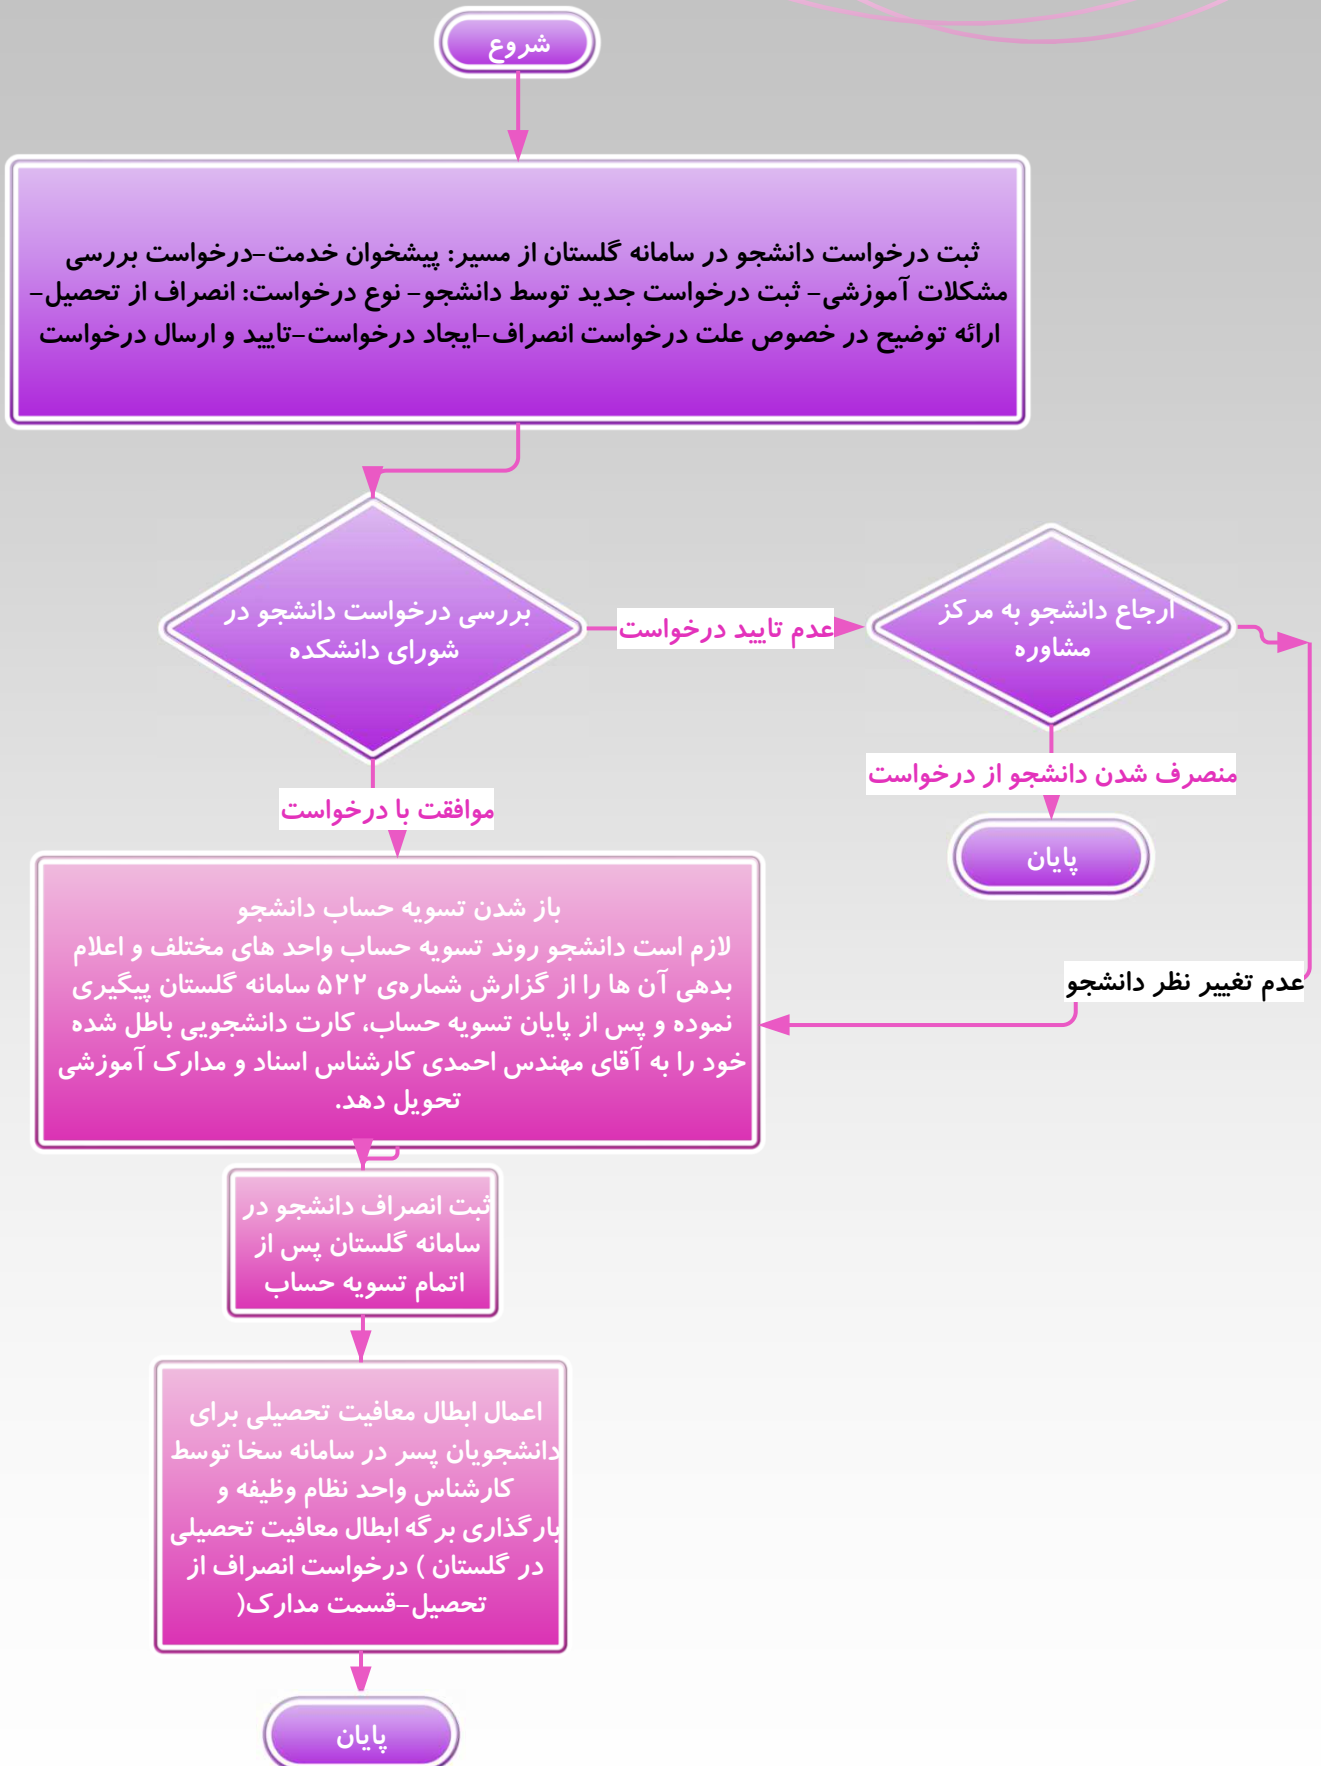 شروع
ثبت درخواست دانشجو در سامانه گلستان از مسیر: پیشخوان خدمت-درخواست بررسی
مشکلات آموزشی- ثبت درخواست جدید توسط دانشجو- نوع درخواست: انصراف از تحصیل-
ارائه توضیح در خصوص علت درخواست انصراف-ایجاد درخواست-تایید و ارسال درخواست
بررسی درخواست دانشجو در
شورای دانشکده
عدم تایید درخواست
ارجاع دانشجو به مرکز
مشاوره
منصرف شدن دانشجو از درخواست
پایان
موافقت با درخواست
عدم تغییر نظر دانشجو
باز شدن تسویه حساب دانشجو
لازم است دانشجو روند تسویه حساب واحد های مختلف و اعلام
بدهی آن ها را از گزارش شماره‌ی ۵۲۲ سامانه گلستان پیگیری
نموده و پس از پایان تسویه حساب، کارت دانشجویی باطل شده
خود را به آقای مهندس احمدی کارشناس اسناد و مدارک آموزشی
تحویل دهد.
ثبت انصراف دانشجو در
سامانه گلستان پس از
اتمام تسویه حساب
اعمال ابطال معافیت تحصیلی برای
دانشجویان پسر در سامانه سخا توسط
کارشناس واحد نظام وظیفه و
بارگذاری برگه ابطال معافیت تحصیلی
در گلستان ( درخواست انصراف از
تحصیل-قسمت مدارک)
پایان